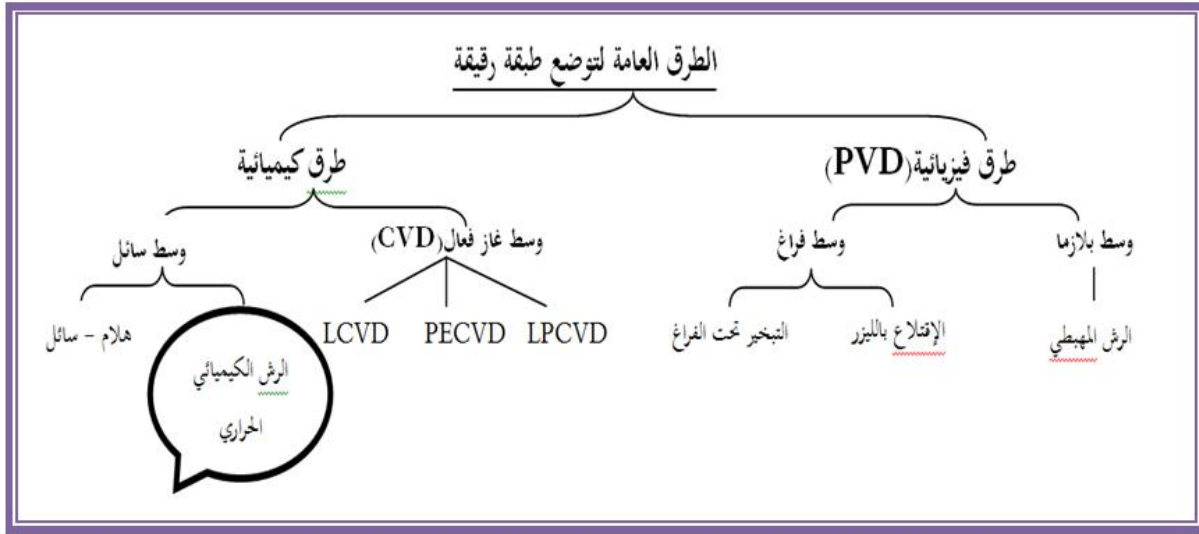 الطرق العامة لتوضع طبقة رقيقة
طرق فيزيائية(PVD)
طرق كيميائية
وسط بلازما
وسط فراغ
وسط غاز فعال(CVD)
وسط سائل
الرش المهبطي
الإقتلاع بالليزر
التبخير تحت الفراغ
LPCVD
PECVD
LCVD
الرش الكيميائي
الحراري
هلام – سائل